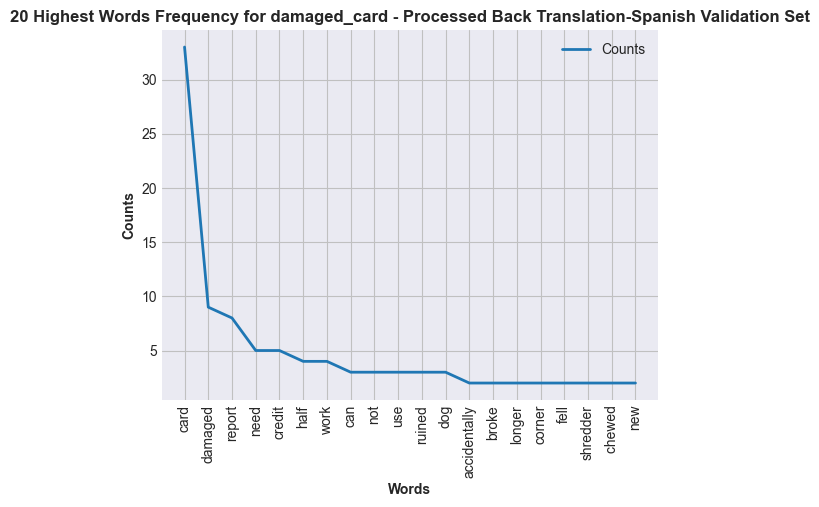 20 Highest Words Frequency for damaged_card - Processed Back Translation-Spanish Validation Set
Counts
30
25
20
15
10
5
Counts
card
damaged
report
need
credit
half
work
can
not
use
ruined
dog
accidentally
broke
longer
corner
fell
shredder
chewed
new
Words